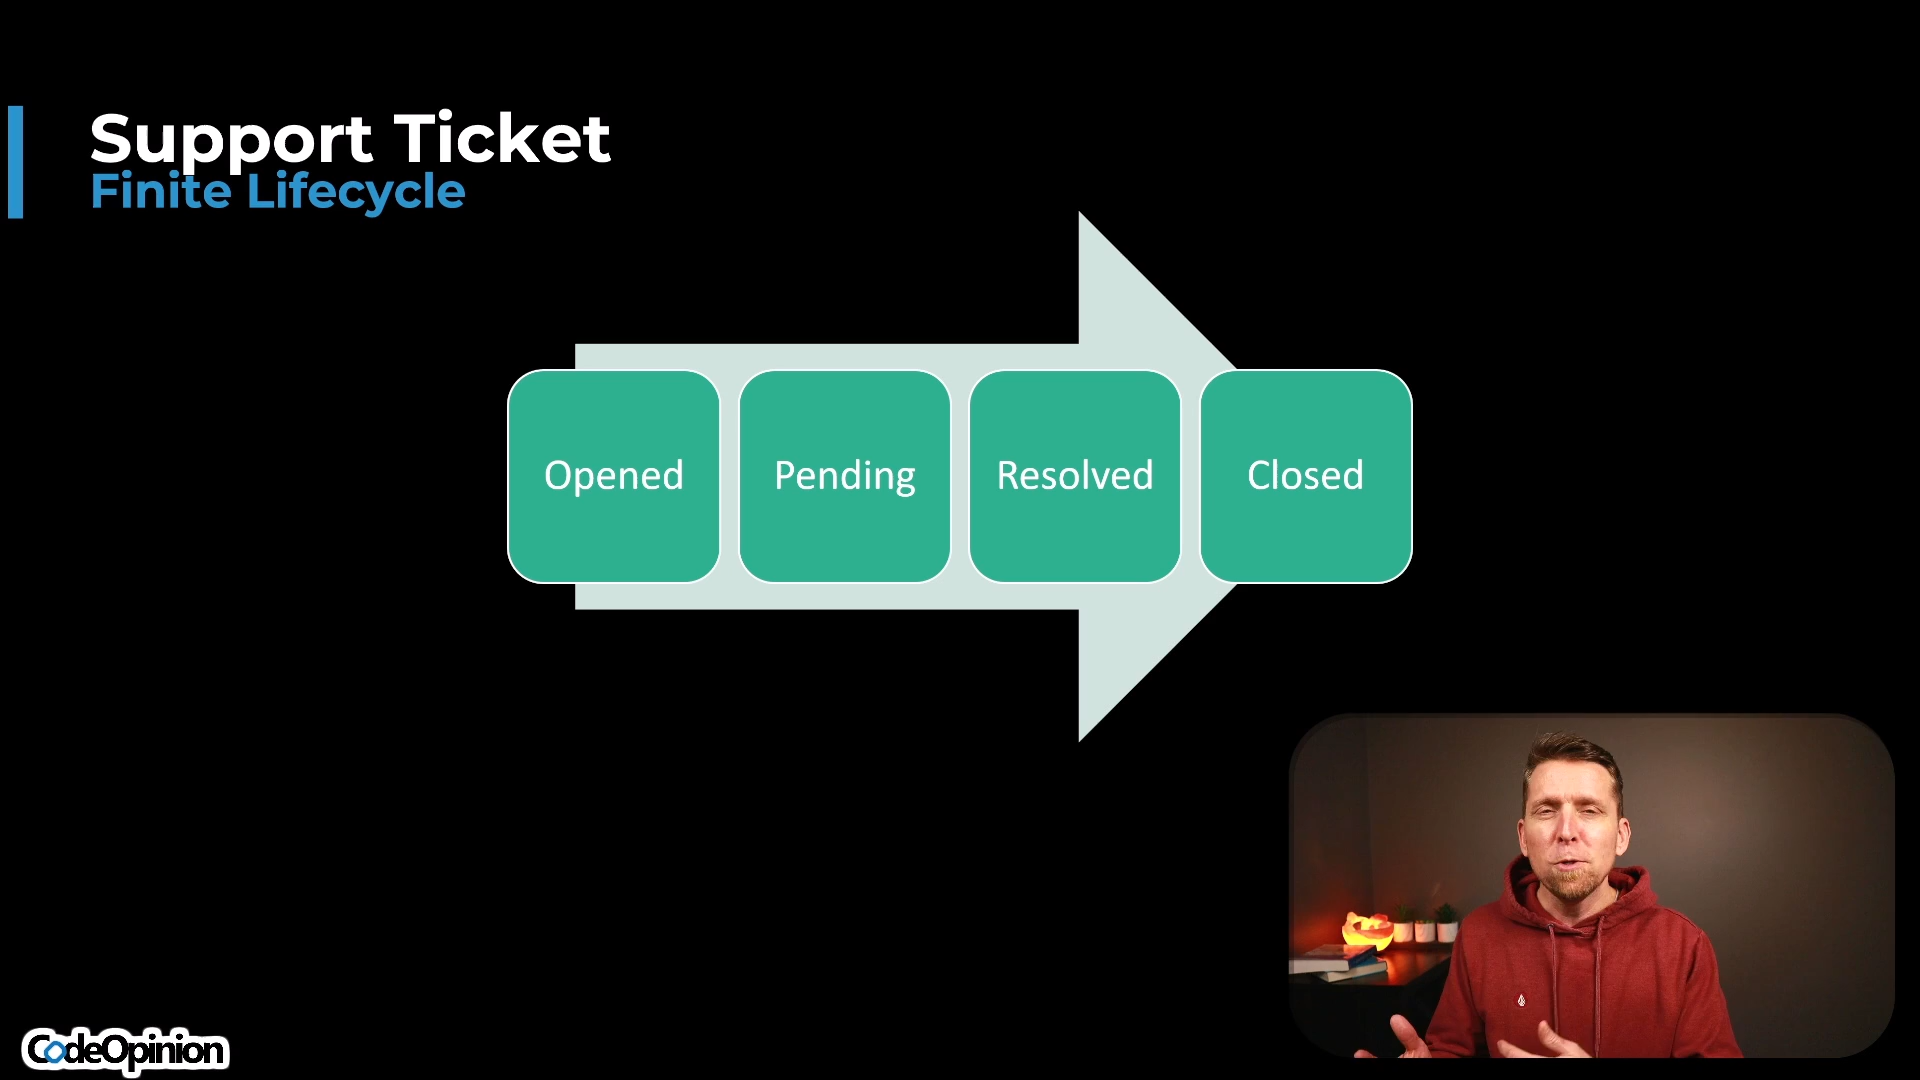 Support Ticket
Finite Lifecycle
Opened
Pending
Resolved
Closed
CodeOpinion